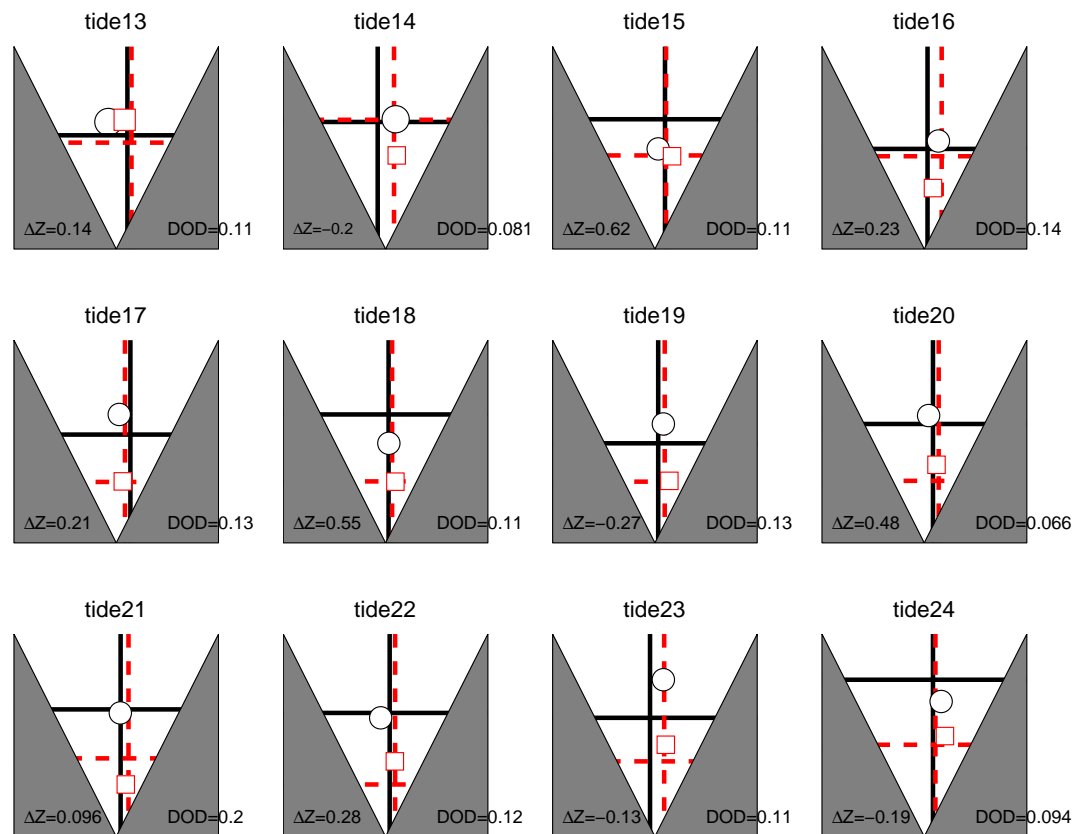 tide13 tide14 tide15 tide16
ΔZ=0.14 DOD=0.11 ΔZ=−0.2 DOD=0.081 ΔZ=0.62 DOD=0.11 ΔZ=0.23 DOD=0.14
tide17 tide18 tide19 tide20
ΔZ=0.21 DOD=0.13 ΔZ=0.55 DOD=0.11 ΔZ=−0.27 DOD=0.13 ΔZ=0.48 DOD=0.066
tide21 tide22 tide23 tide24
ΔZ=0.096 DOD=0.2 ΔZ=0.28 DOD=0.12 ΔZ=−0.13 DOD=0.11 ΔZ=−0.19 DOD=0.094